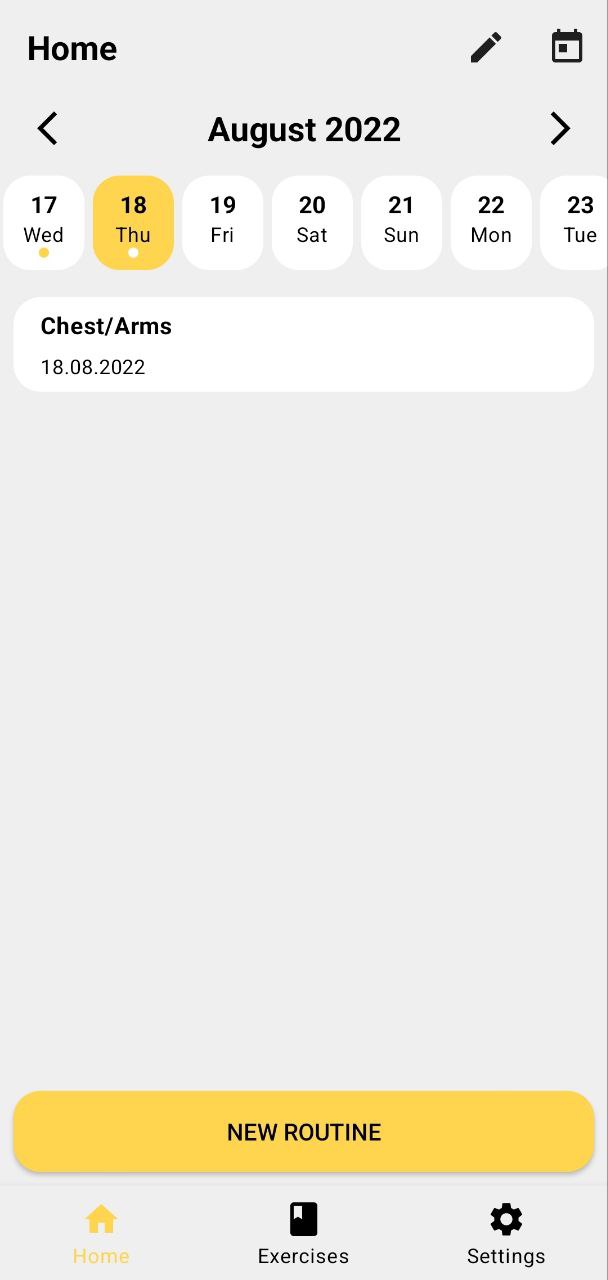 Home
August 2022
17 18 19 20 21 22 23
Wed Thu Fri Sat Sun Mon Tue
Chest/Arms
18.08.2022
NEW ROUTINE
Home Exercises Settings